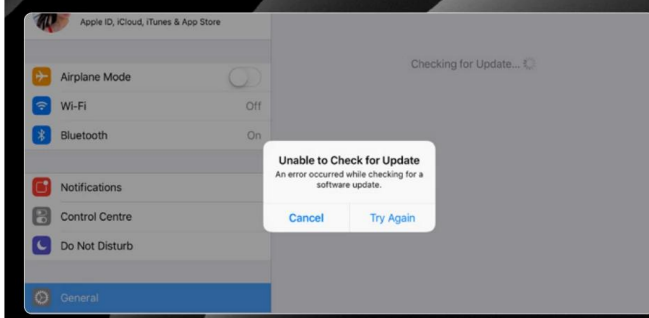 Apple ID, iCloud, iTunes & App Store
Checking for Update...
Airplane Mode
Wi-Fi Off
Bluetooth On
Unable to Check for Update
An error occurred while checking for a
software update.
Cancel Try Again
Notifications
Control Centre
Do Not Disturb
General